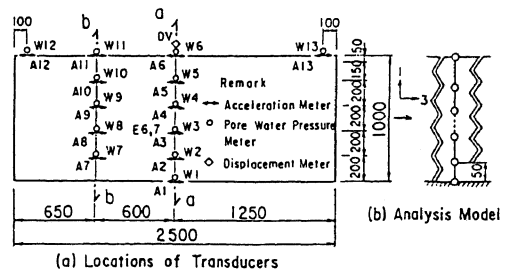 b a
100 DV 100
W12 W11 W6 W13
A12 A11 A6 A13
W10 W5
A10 A5
W9 W4
A9 A4
W8 E6,7 W3
A8 A3
W7 W2
A7 A2
W1
A1
b a
Remark
Acceleration Meter
Pore Water Pressure
Meter
Displacement Meter
50
150
200
200
200
200
1000
1
3
50
650 600 1250
2500
(a) Locations of Transducers
(b) Analysis Model